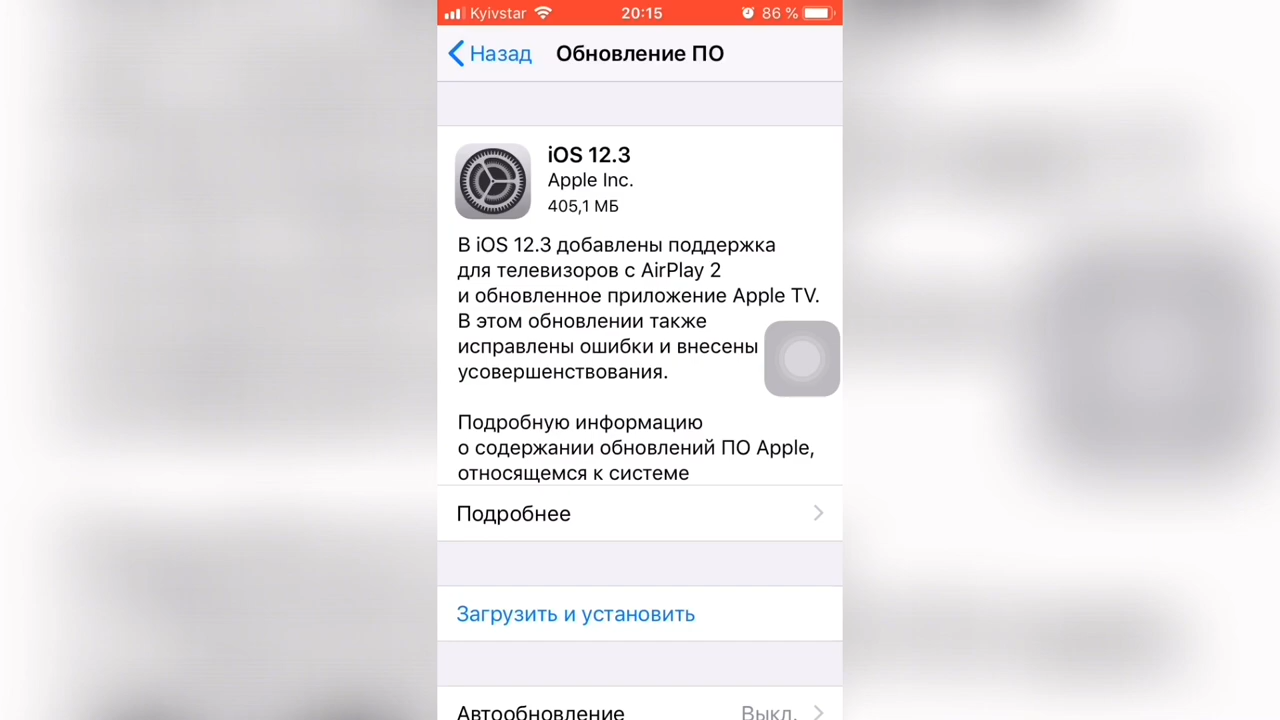 Kyivstar 20:15 86 %
Назад Обновление ПО
iOS 12.3
Apple Inc.
405,1 МБ
В iOS 12.3 добавлены поддержка
для телевизоров с AirPlay 2
и обновленное приложение Apple TV.
В этом обновлении также
исправлены ошибки и внесены
усовершенствования.
Подробную информацию
о содержании обновлений ПО Apple,
относящемся к системе
Подробнее
Загрузить и установить
Автообновление Выкл.